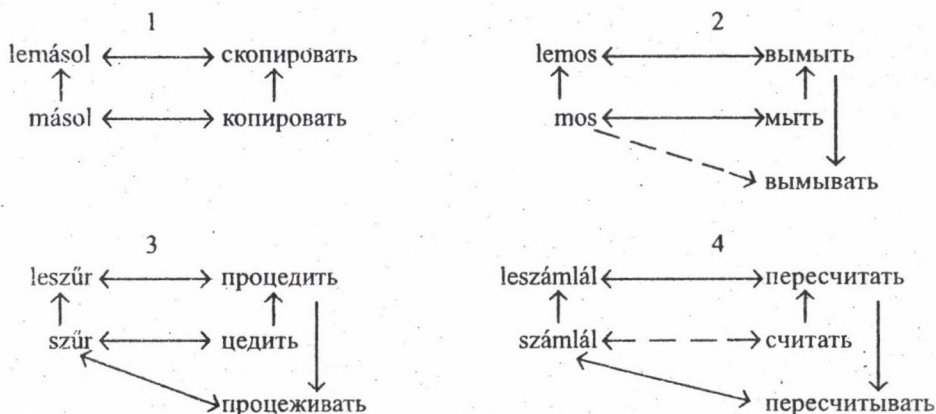 1
lemásol скопировать
másol копировать
2
lemos вымыть
mos мыть
вымывать
3
leszűr процедить
szűr цедить
процеживать
4
leszámlál пересчитать
számlál считать
пересчитывать